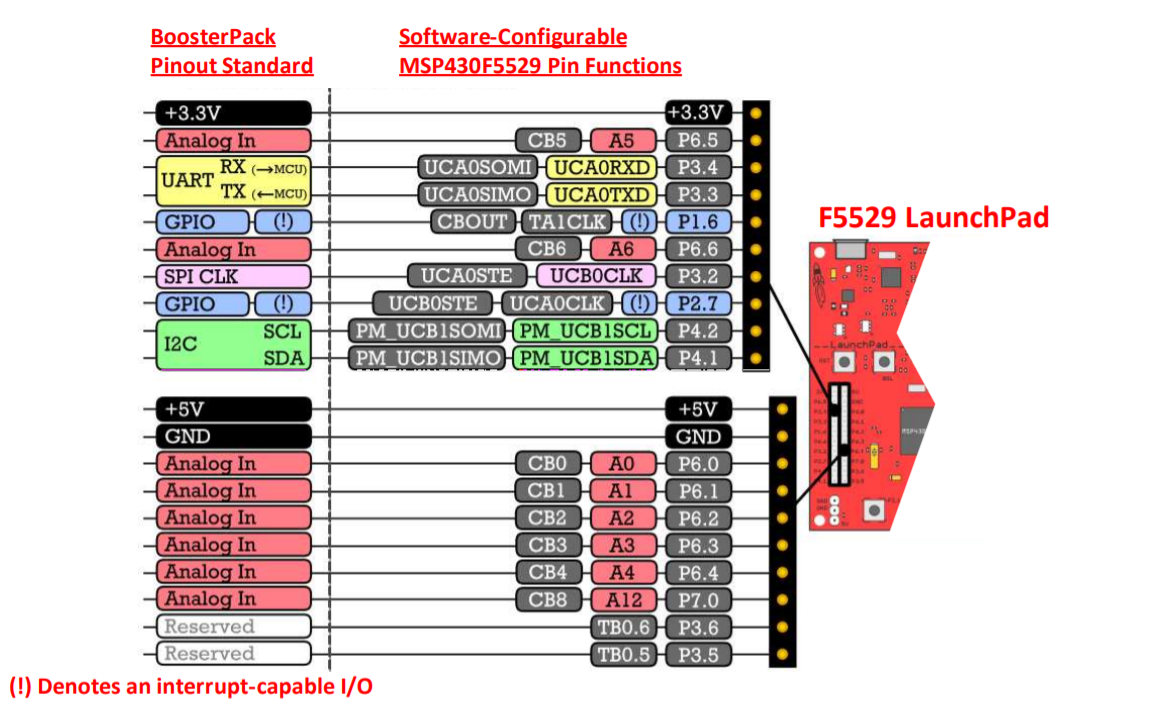 BoosterPack
Pinout Standard
Software-Configurable
MSP430F5529 Pin Functions
+3.3V +3.3V
Analog In CB5 A5 P6.5
UART RX (→MCU) UCA0SOMI UCA0RXD P3.4
TX (←MCU) UCA0SIMO UCA0TXD P3.3
GPIO (!) CBOUT TA1CLK (!) P1.6
Analog In CB6 A6 P6.6
SPI CLK UCA0STE UCB0CLK P3.2
GPIO (!) UCB0STE UCA0CLK (!) P2.7
I2C SCL PM_UCB1SOMI PM_UCB1SCL P4.2
SDA PM_UCB1SIMO PM_UCB1SDA P4.1
+5V +5V
GND GND
Analog In CB0 A0 P6.0
Analog In CB1 A1 P6.1
Analog In CB2 A2 P6.2
Analog In CB3 A3 P6.3
Analog In CB4 A4 P6.4
Analog In CB8 A12 P7.0
Reserved TB0.6 P3.6
Reserved TB0.5 P3.5
(!) Denotes an interrupt-capable I/O
F5529 LaunchPad
LaunchPad
MSP430